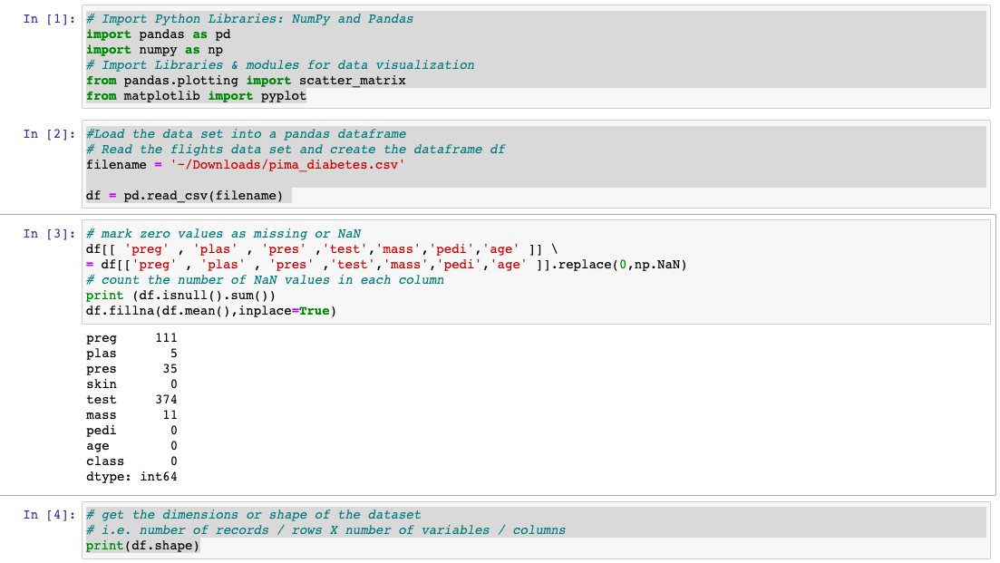 In [1]: # Import Python Libraries: NumPy and Pandas
import pandas as pd
import numpy as np
# Import Libraries & modules for data visualization
from pandas.plotting import scatter_matrix
from matplotlib import pyplot
In [2]: #Load the data set into a pandas dataframe
# Read the flights data set and create the dataframe df
filename = '~/Downloads/pima_diabetes.csv'
df = pd.read_csv(filename)
In [3]: # mark zero values as missing or NaN
df[[ 'preg' , 'plas' , 'pres' ,'test','mass','pedi','age' ]] \
= df[['preg' , 'plas' , 'pres' ,'test','mass','pedi','age' ]].replace(0,np.NaN)
# count the number of NaN values in each column
print (df.isnull().sum())
df.fillna(df.mean(),inplace=True)
preg 111
plas 5
pres 35
skin 0
test 374
mass 11
pedi 0
age 0
class 0
dtype: int64
In [4]: # get the dimensions or shape of the dataset
# i.e. number of records / rows X number of variables / columns
print(df.shape)